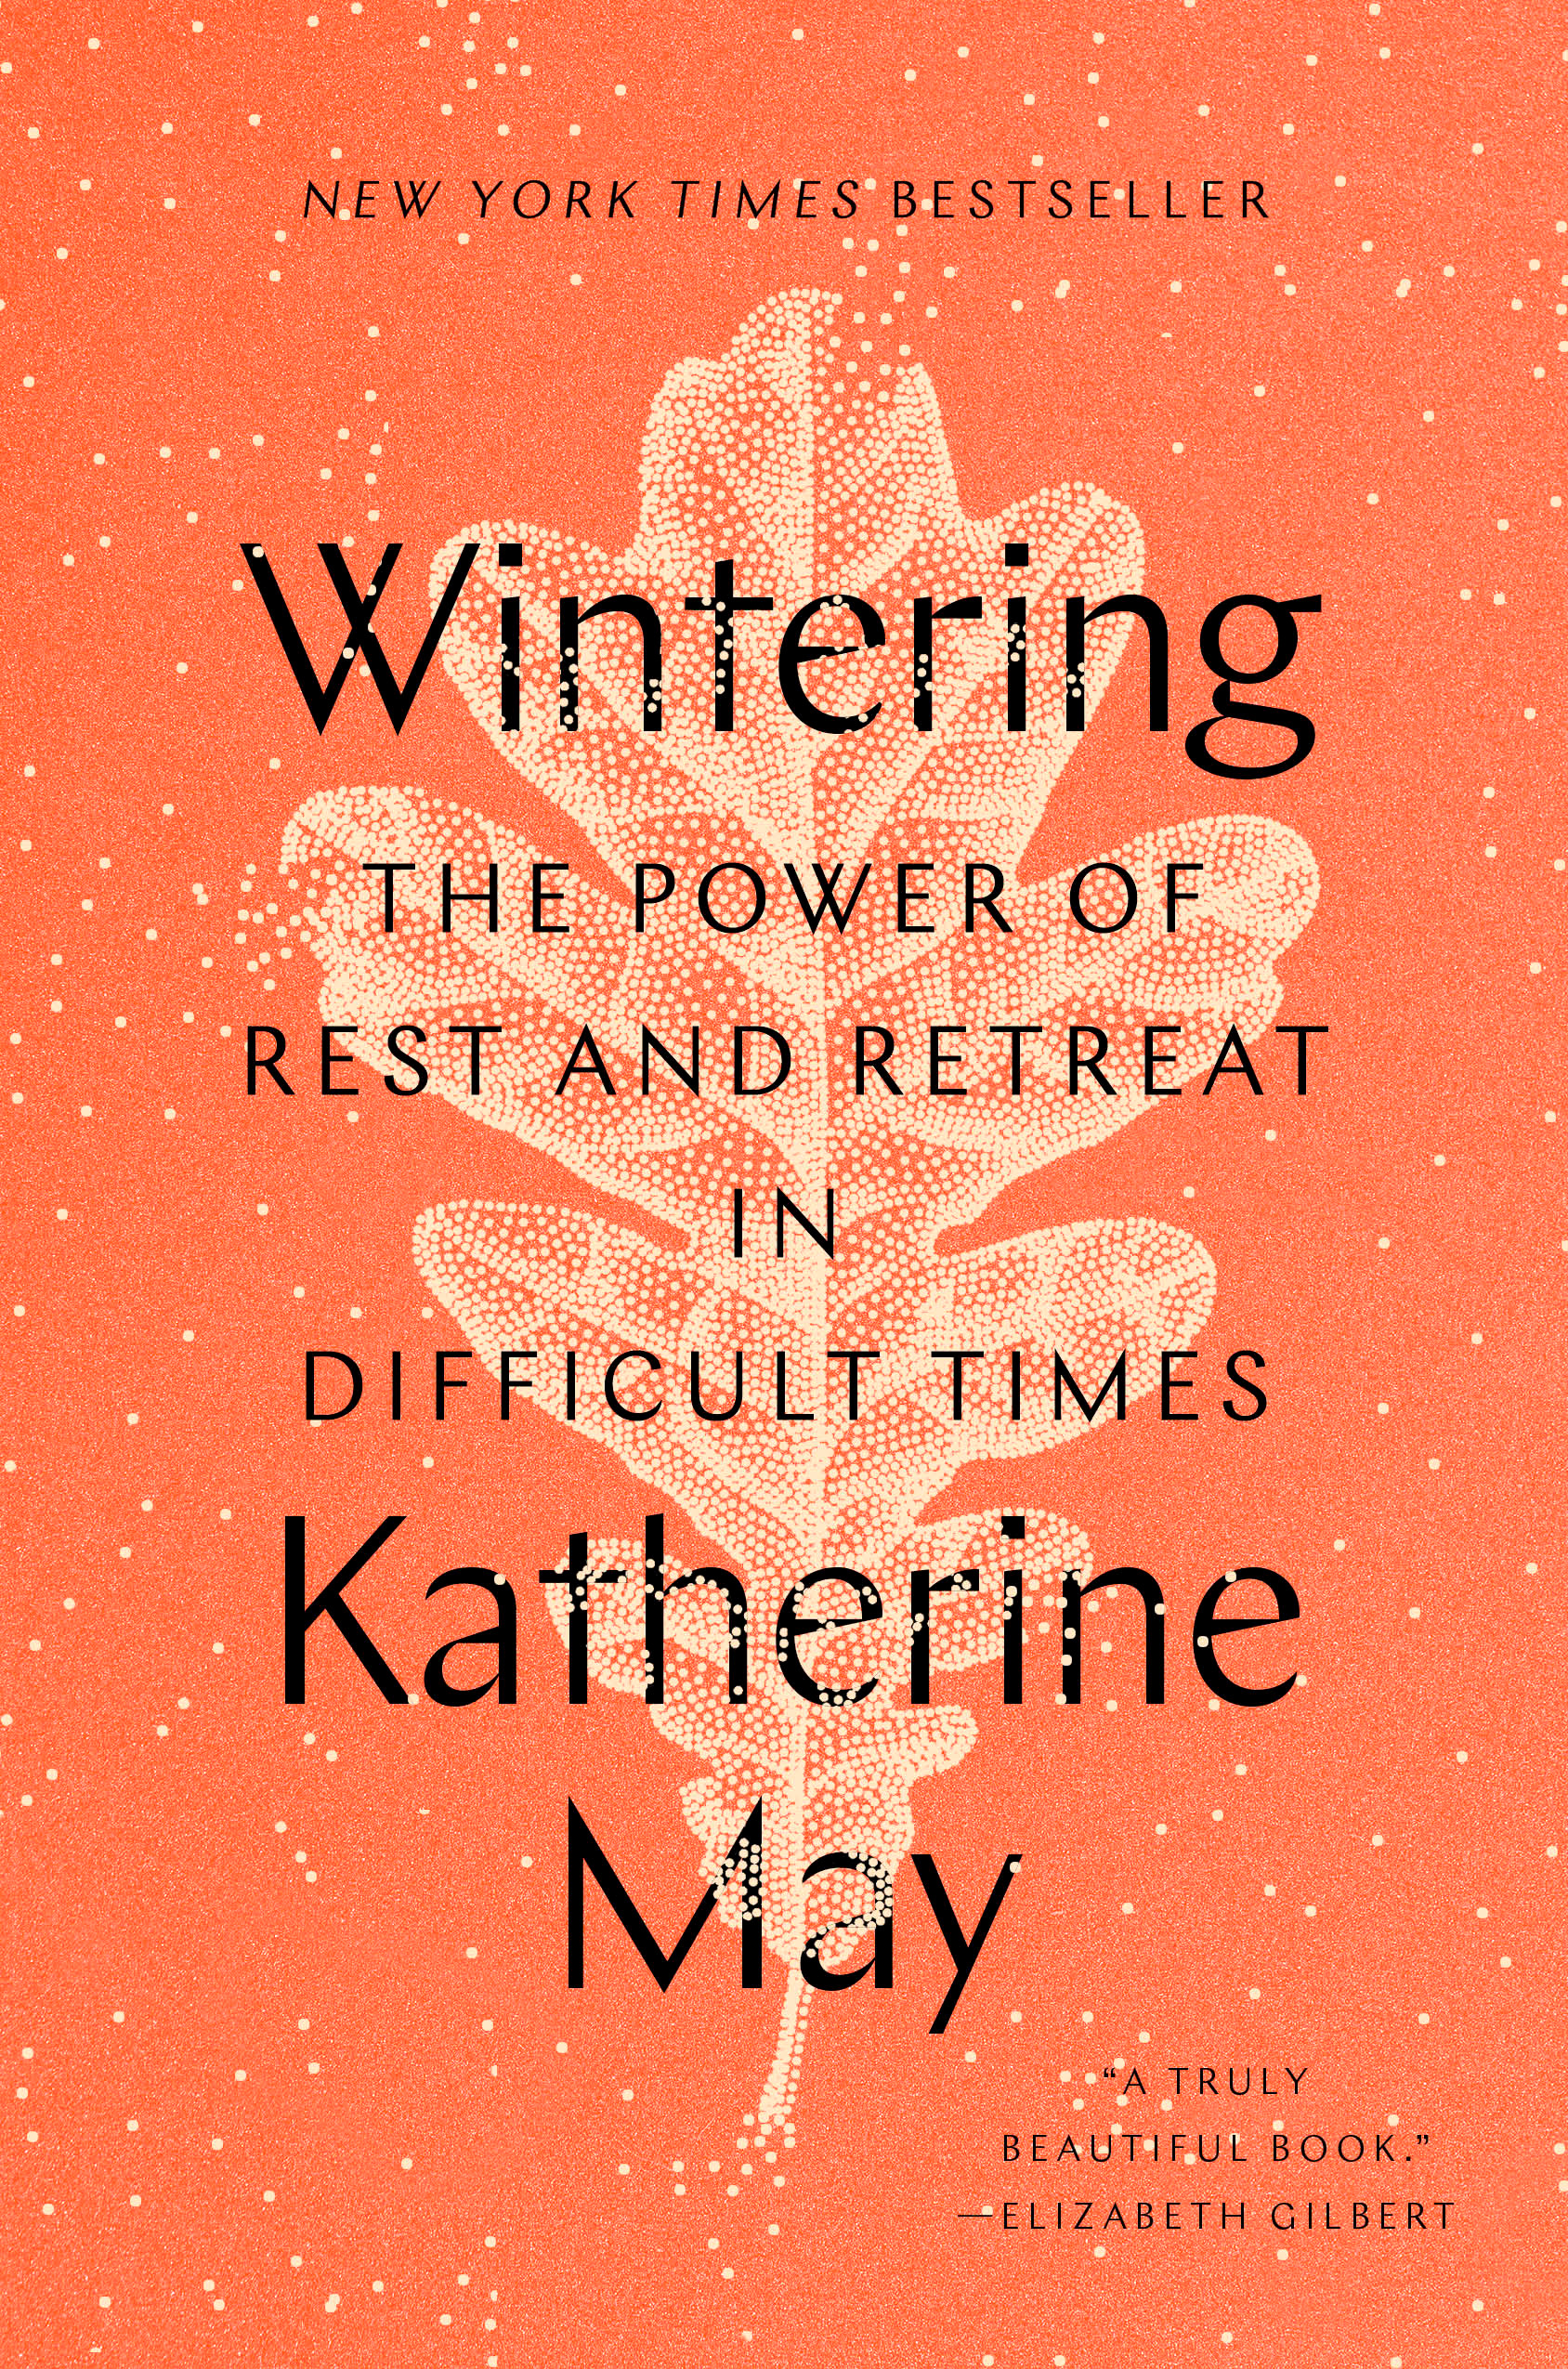 NEW YORK TIMES BESTSELLER
Wintering
THE POWER OF
REST AND RETREAT
IN
DIFFICULT TIMES
Katherine
May
“A TRULY
BEAUTIFUL BOOK.”
—ELIZABETH GILBERT